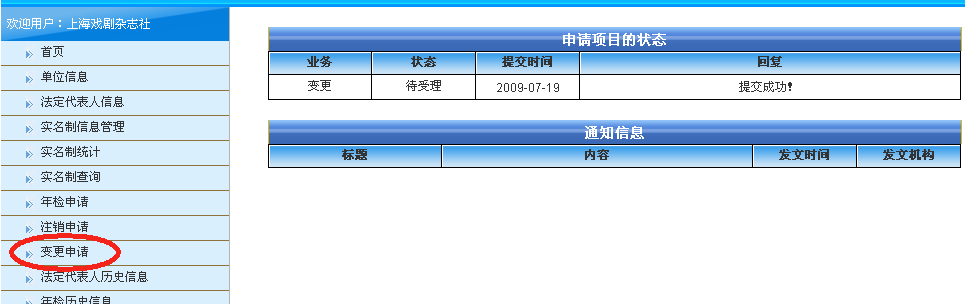 欢迎用户：上海戏剧杂志社
首页
单位信息
法定代表人信息
实名制信息管理
实名制统计
实名制查询
年检申请
注销申请
变更申请
法定代表人历史信息
年检历史信息
申请项目的状态
业务 状态 提交时间 回复
变更 待受理 2009-07-19 提交成功!
通知信息
标题 内容 发文时间 发文机构